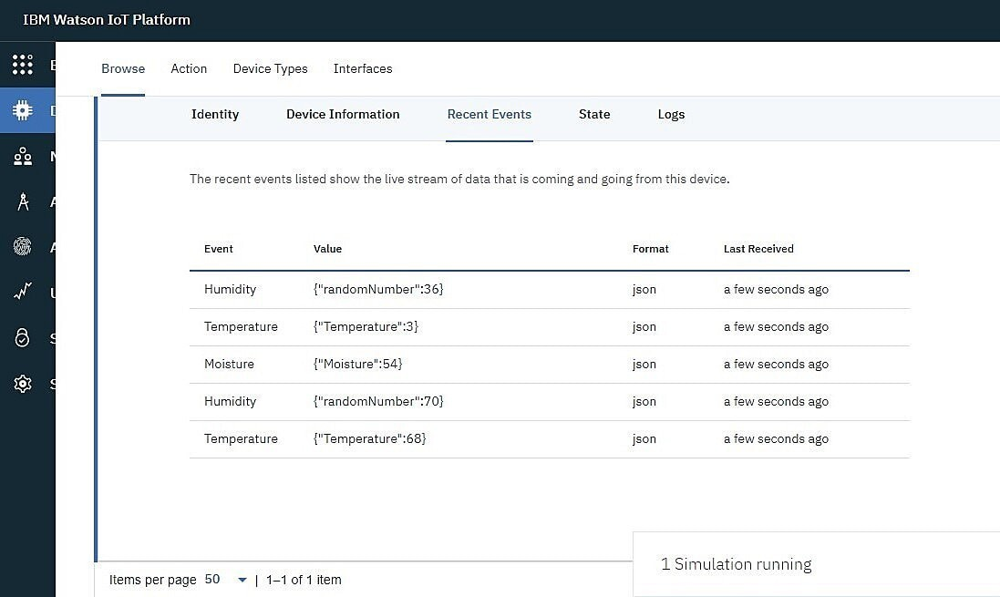 IBM Watson IoT Platform
Browse Action Device Types Interfaces
Identity Device Information Recent Events State Logs
The recent events listed show the live stream of data that is coming and going from this device.
Event Value Format Last Received
Humidity {"randomNumber":36} json a few seconds ago
Temperature {"Temperature":3} json a few seconds ago
Moisture {"Moisture":54} json a few seconds ago
Humidity {"randomNumber":70} json a few seconds ago
Temperature {"Temperature":68} json a few seconds ago
1 Simulation running
Items per page 50 | 1–1 of 1 item